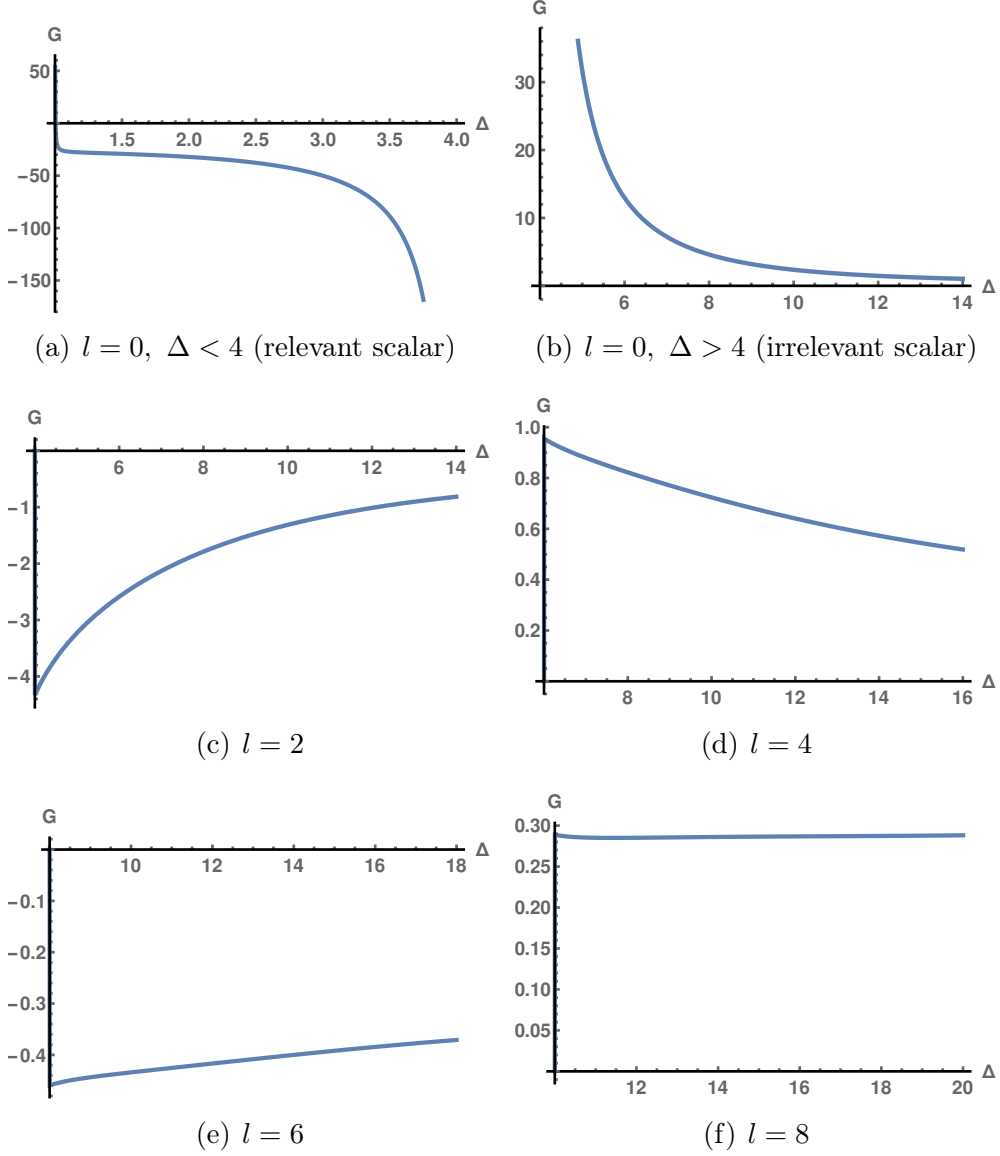 G
50
Δ
1.5 2.0 2.5 3.0 3.5 4.0
−50
−100
−150
(a) l = 0, Δ < 4 (relevant scalar)
G
30
20
10
Δ
6 8 10 12 14
(b) l = 0, Δ > 4 (irrelevant scalar)
G
Δ
6 8 10 12 14
−1
−2
−3
−4
(c) l = 2
G
1.0
0.8
0.6
0.4
0.2
Δ
8 10 12 14 16
(d) l = 4
G
Δ
10 12 14 16 18
−0.1
−0.2
−0.3
−0.4
(e) l = 6
G
0.30
0.25
0.20
0.15
0.10
0.05
Δ
12 14 16 18 20
(f) l = 8